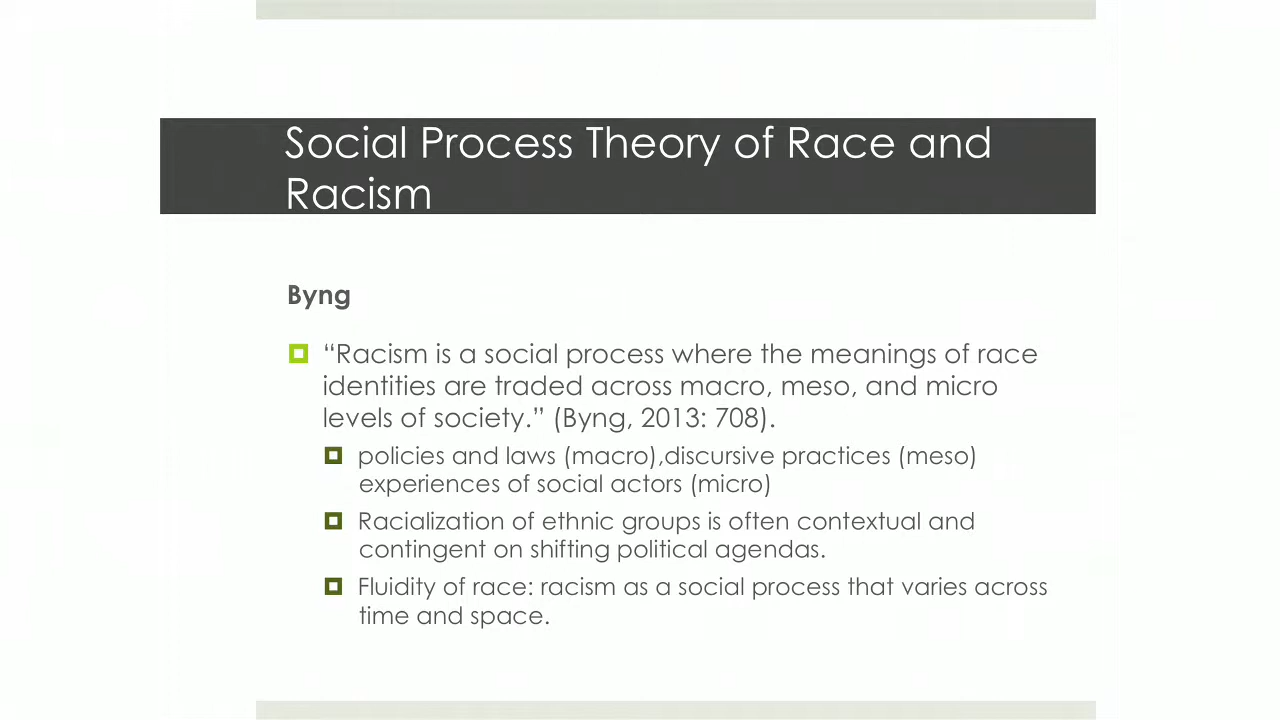 Social Process Theory of Race and
Racism
Byng
“Racism is a social process where the meanings of race
identities are traded across macro, meso, and micro
levels of society.” (Byng, 2013: 708).
policies and laws (macro),discursive practices (meso)
experiences of social actors (micro)
Racialization of ethnic groups is often contextual and
contingent on shifting political agendas.
Fluidity of race: racism as a social process that varies across
time and space.